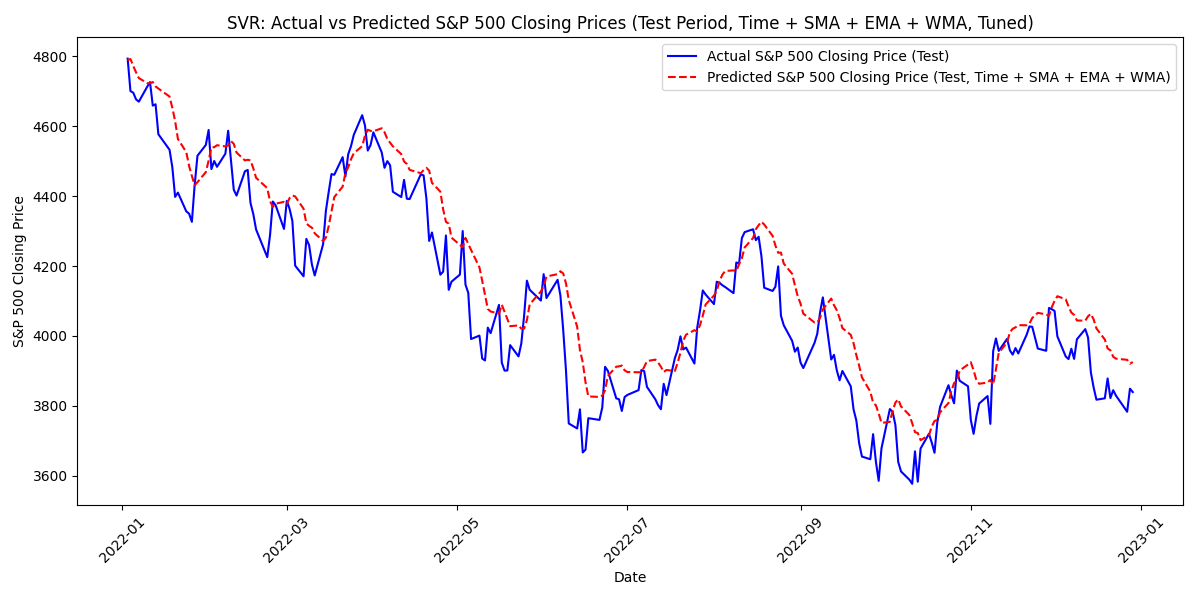 SVR: Actual vs Predicted S&P 500 Closing Prices (Test Period, Time + SMA + EMA + WMA, Tuned)
Actual S&P 500 Closing Price (Test)
Predicted S&P 500 Closing Price (Test, Time + SMA + EMA + WMA)
S&P 500 Closing Price
4800
4600
4400
4200
4000
3800
3600
2022-01
2022-03
2022-05
2022-07
2022-09
2022-11
2023-01
Date